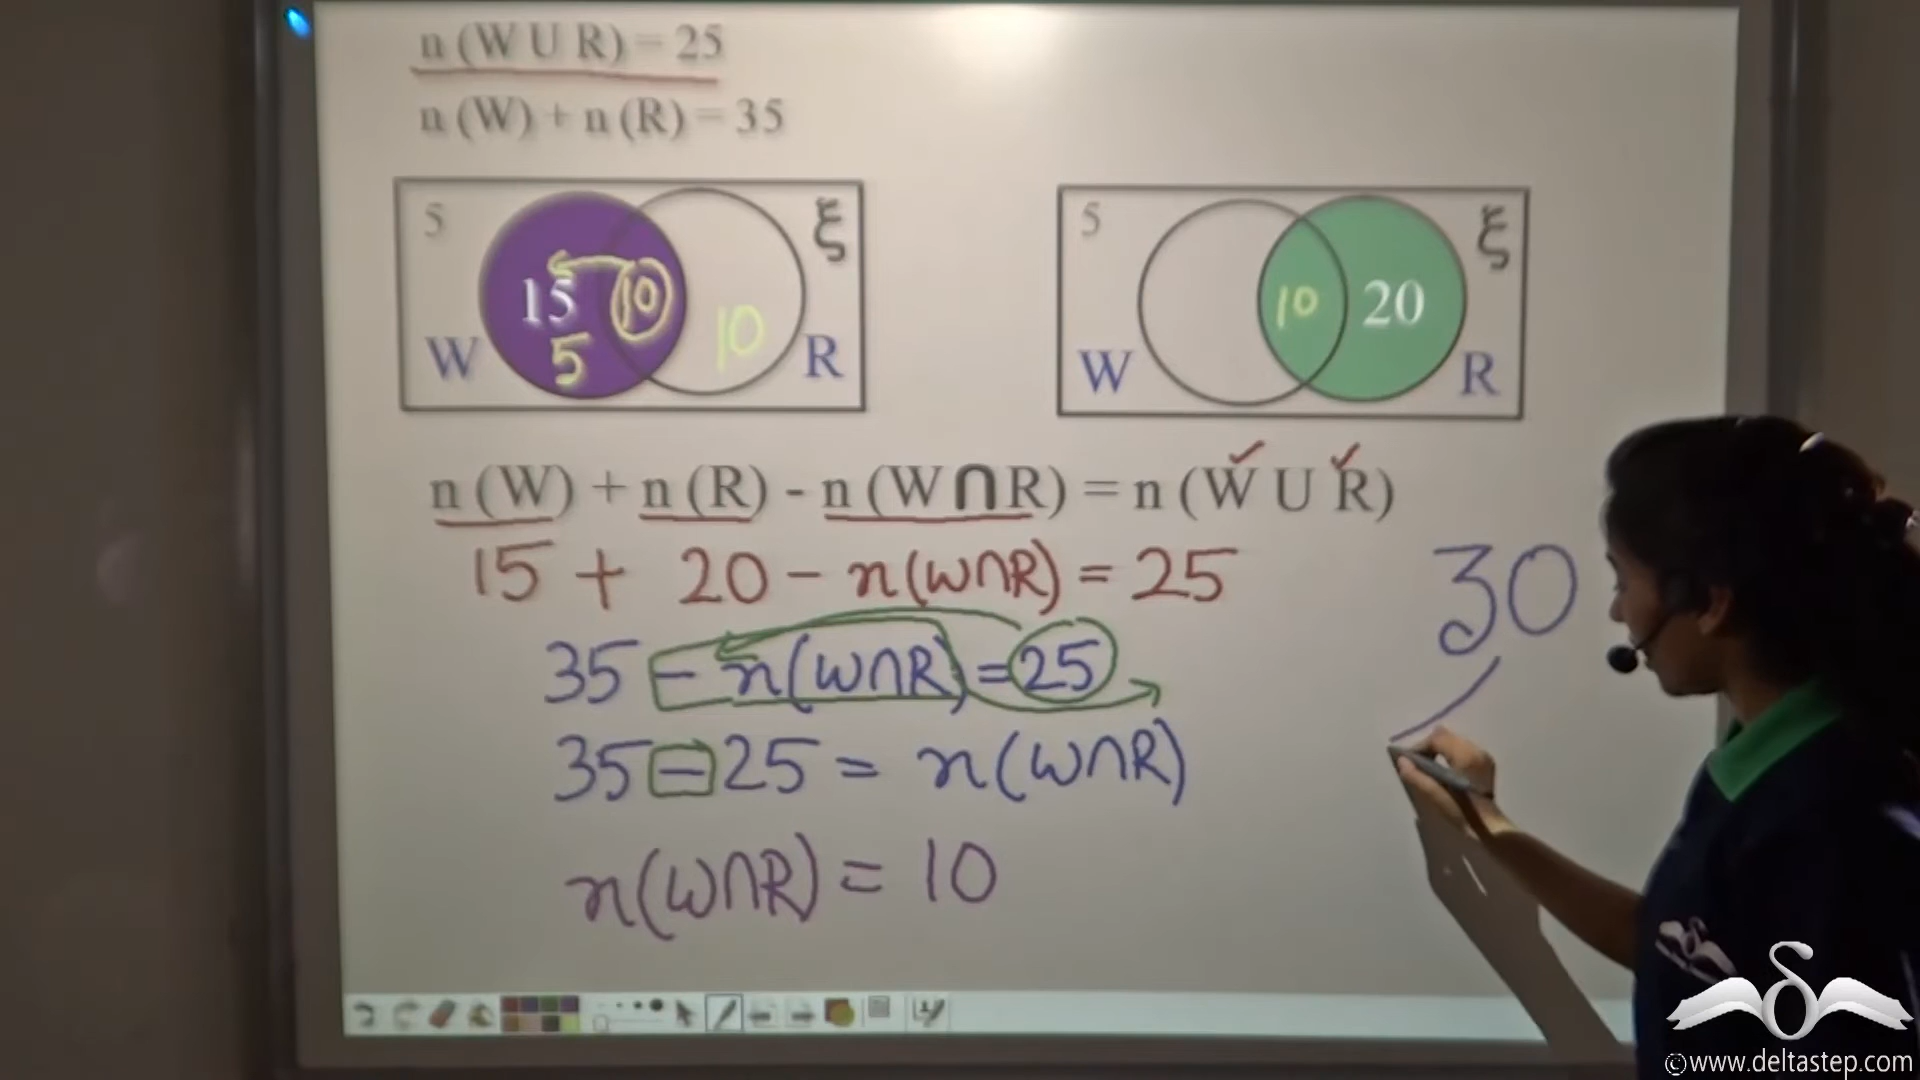 n (W U R) = 25
n (W) + n (R) = 35
5 ξ
15 10
5 10
W R
5 ξ
10 20
W R
n (W) + n (R) - n (W ∩ R) = n (W U R)
15 + 20 - n(W∩R) = 25
30
35 - n(W∩R) = 25
35 - 25 = n(W∩R)
n(W∩R) = 10
©www.deltastep.com